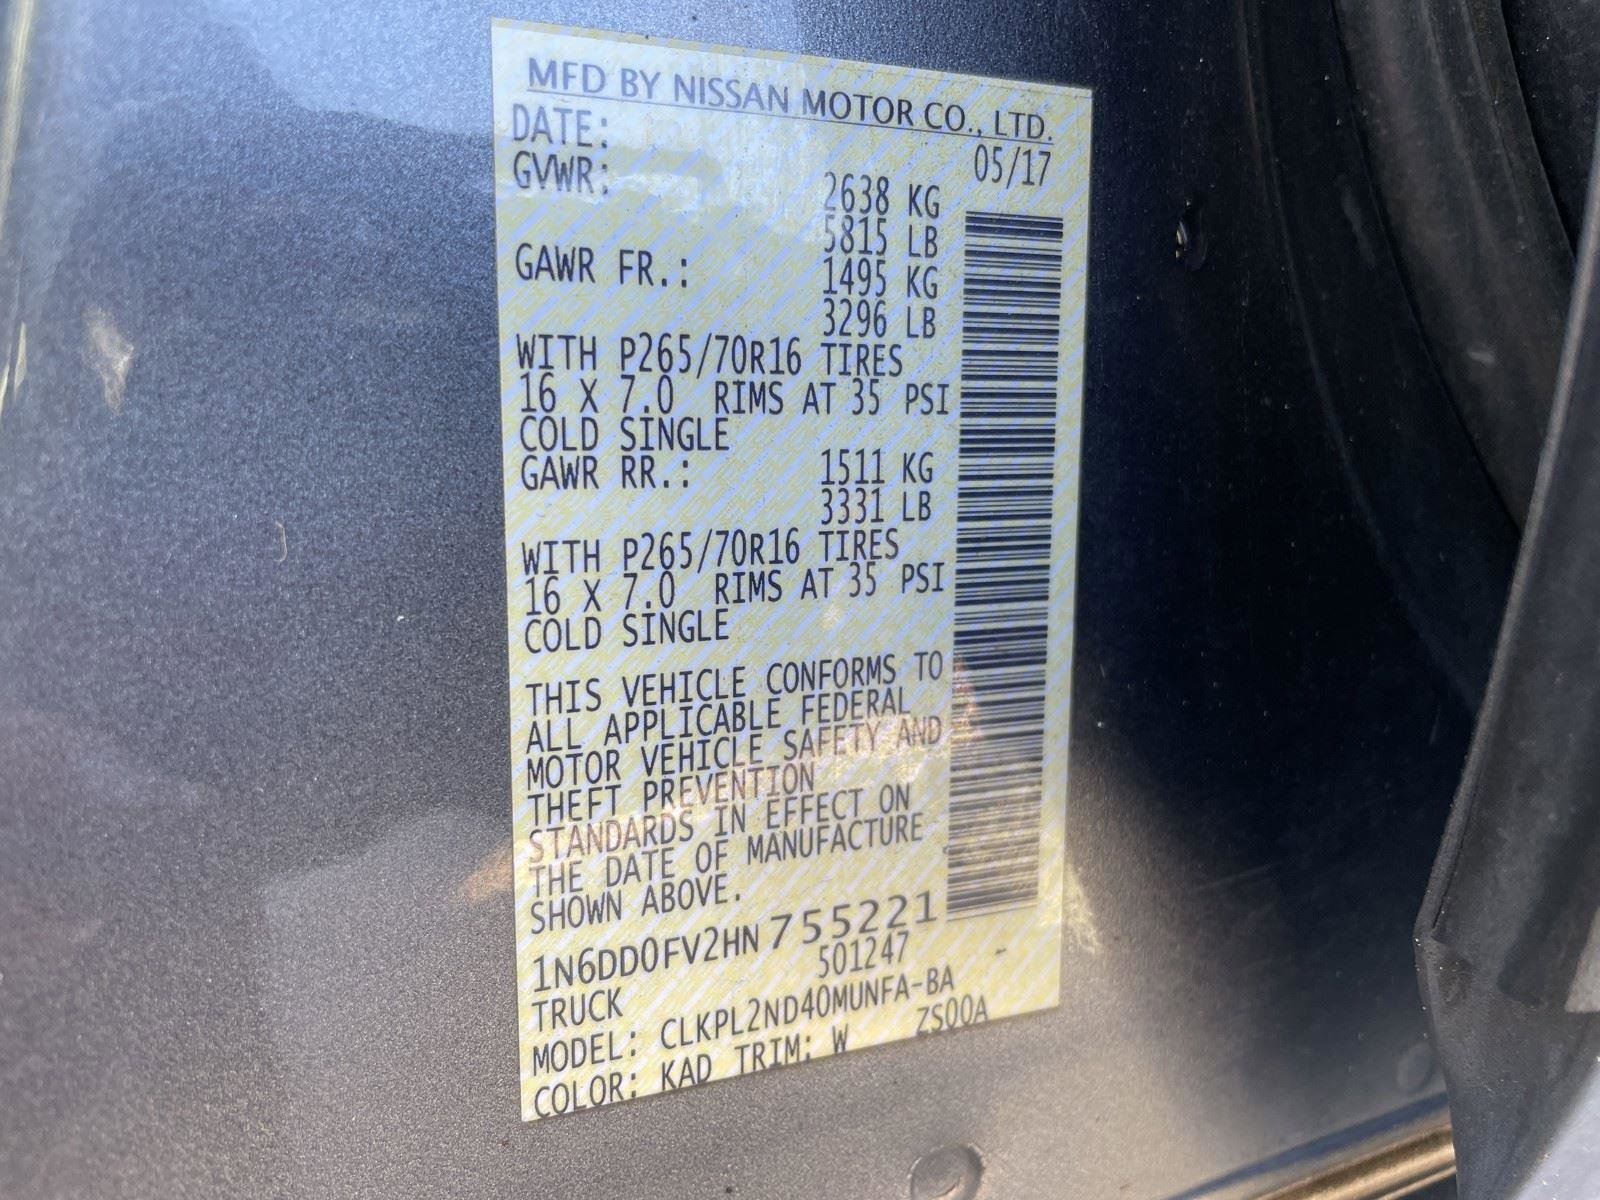 MFD BY NISSAN MOTOR CO., LTD.
DATE: 05/17
GVWR: 2638 KG
5815 LB
GAWR FR.: 1495 KG
3296 LB
WITH P265/70R16 TIRES
16 X 7.0 RIMS AT 35 PSI
COLD SINGLE
GAWR RR.: 1511 KG
3331 LB
WITH P265/70R16 TIRES
16 X 7.0 RIMS AT 35 PSI
COLD SINGLE
THIS VEHICLE CONFORMS TO
ALL APPLICABLE FEDERAL
MOTOR VEHICLE SAFETY AND
THEFT PREVENTION
STANDARDS IN EFFECT ON
THE DATE OF MANUFACTURE
SHOWN ABOVE.
1N6DD0FV2HN755221
TRUCK 501247 -
MODEL: CLKPL2ND40MUNFA-BA
COLOR: KAD TRIM: W ZS00A